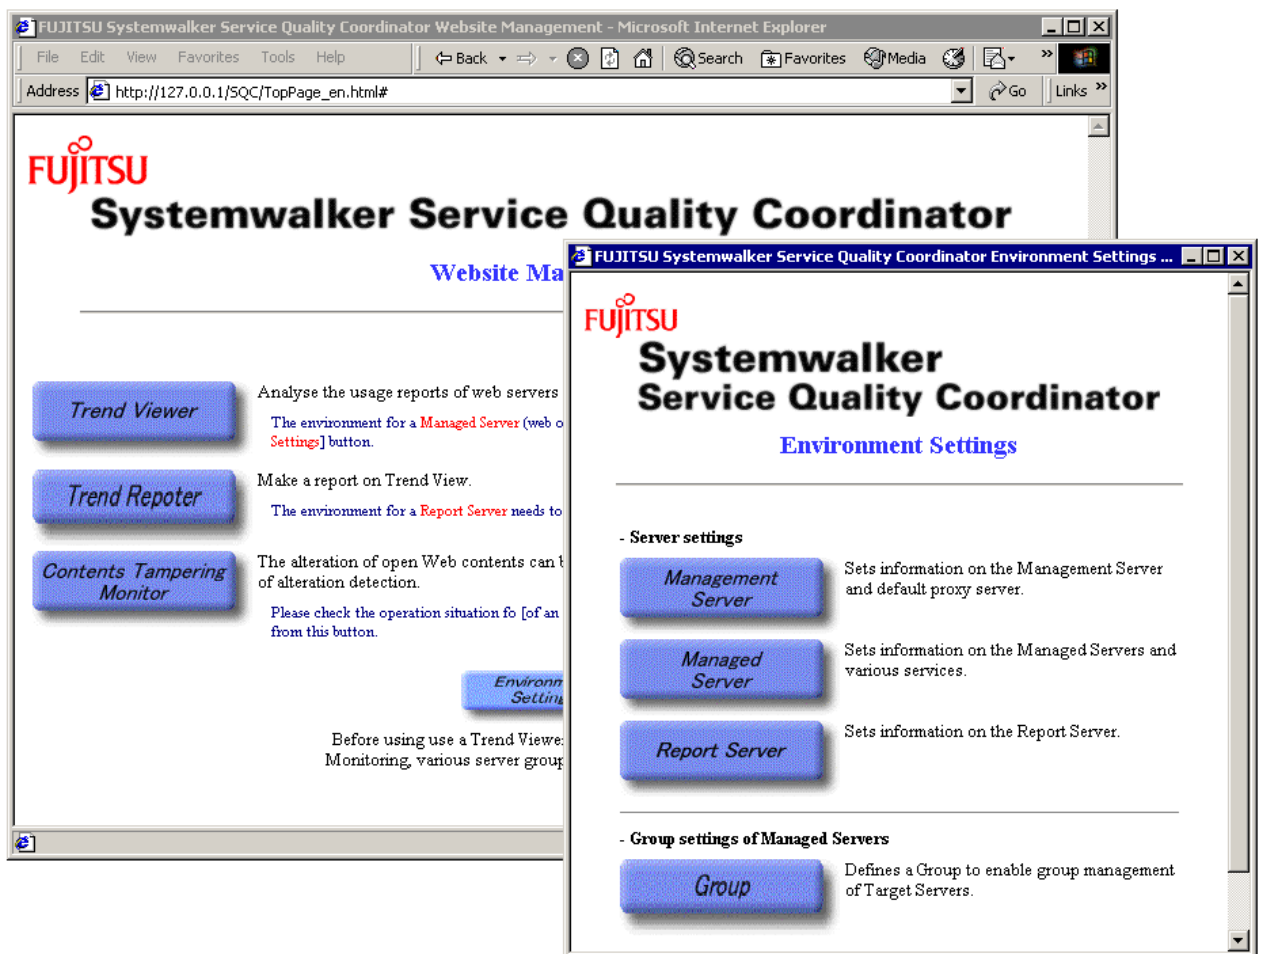 FUJITSU Systemwalker Service Quality Coordinator Website Management - Microsoft Internet Explorer
File Edit View Favorites Tools Help Back Search Favorites Media »
Address http://127.0.0.1/SQC/TopPage_en.html# Go Links »
FUJITSU
Systemwalker Service Quality Coordinator
Website Ma
Trend Viewer
Analyse the usage reports of web servers
The environment for a Managed Server (web o
Settings] button.
Trend Repoter
Make a report on Trend View.
The environment for a Report Server needs to
Contents Tampering
Monitor
The alteration of open Web contents can b
of alteration detection.
Please check the operation situation fo [of an
from this button.
Environm
Setting
Before using use a Trend Viewe
Monitoring, various server group
FUJITSU Systemwalker Service Quality Coordinator Environment Settings ...
FUJITSU
Systemwalker
Service Quality Coordinator
Environment Settings
- Server settings
Management
Server
Sets information on the Management Server
and default proxy server.
Managed
Server
Sets information on the Managed Servers and
various services.
Report Server
Sets information on the Report Server.
- Group settings of Managed Servers
Group
Defines a Group to enable group management
of Target Servers.